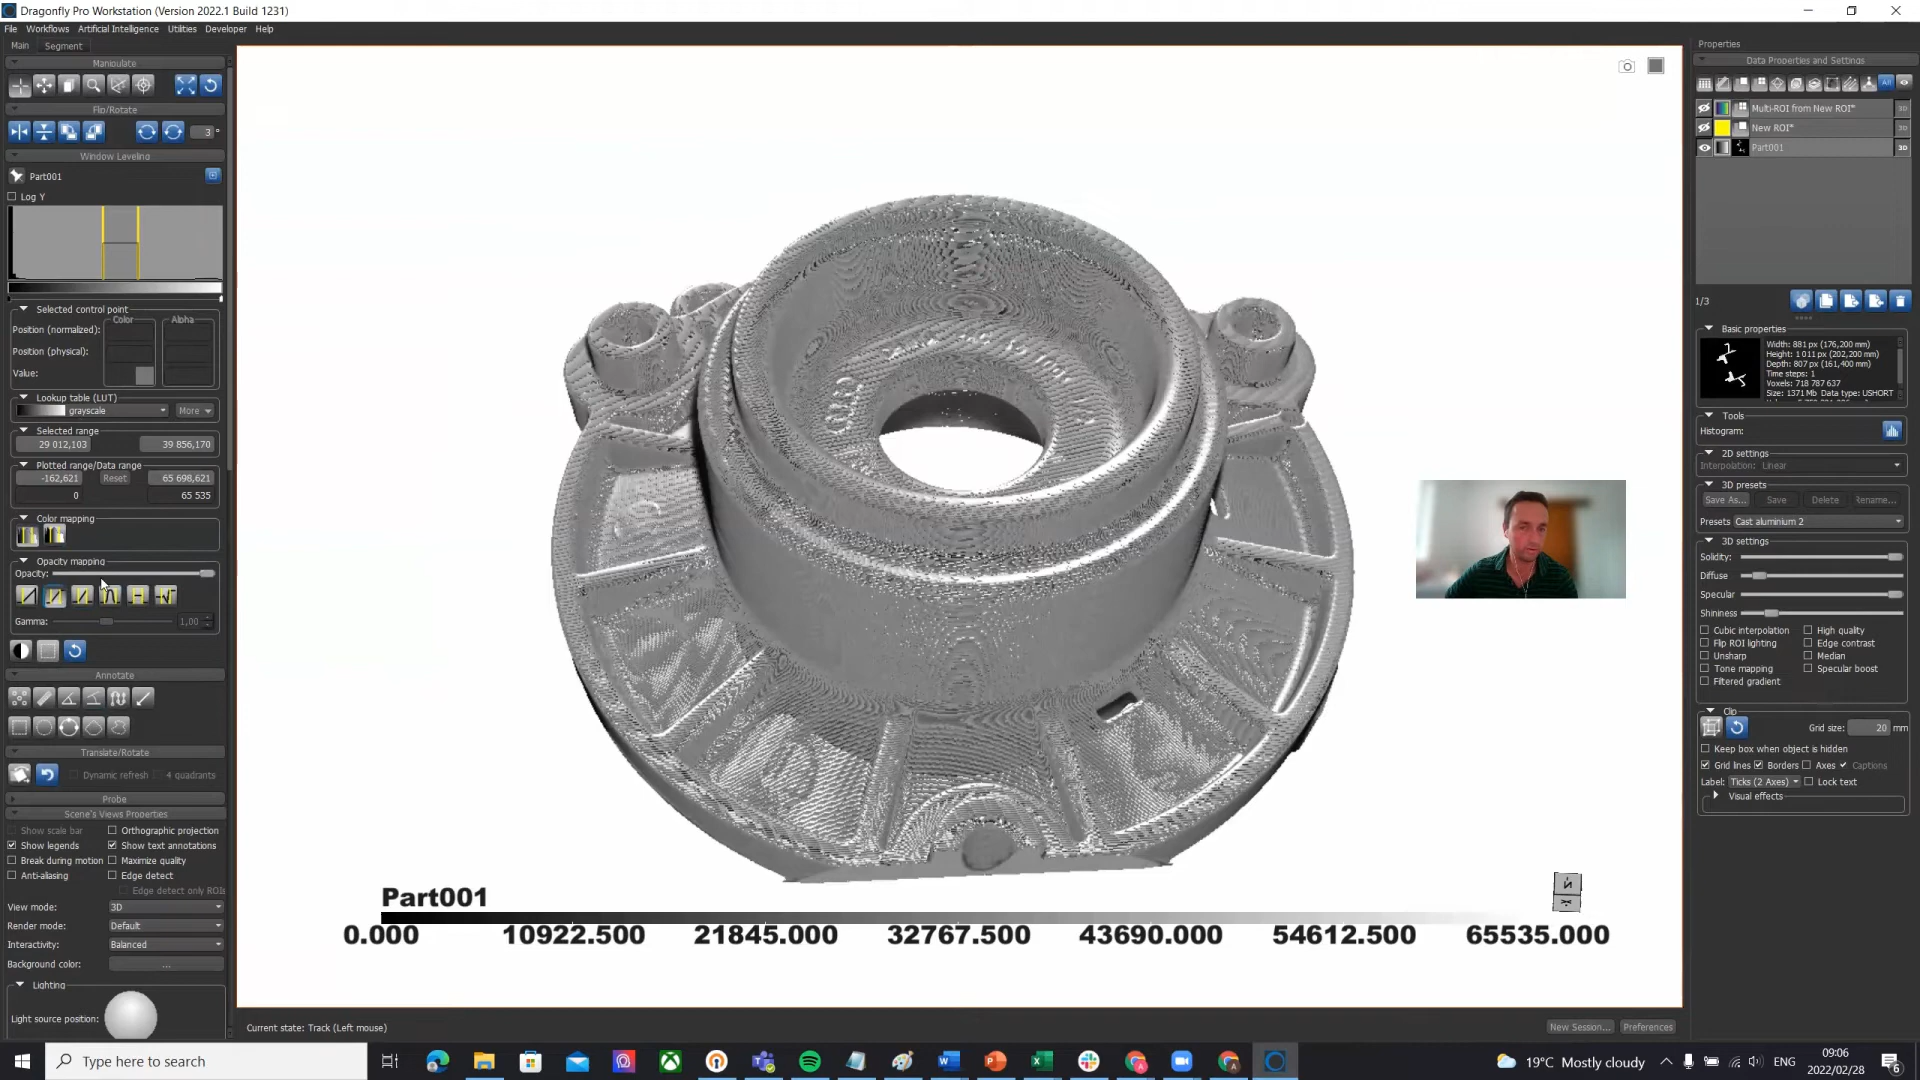 Dragonfly Pro Workstation (Version 2022.1 Build 1231)
File Workflows Artificial Intelligence Utilities Developer Help
Main Segment
Manipulate
Flip/Rotate
3 °
Window Leveling
Part001
Log Y
Selected control point
Color Alpha
Position (normalized):
Position (physical):
Value:
Lookup table (LUT)
grayscale More
Selected range
29 012,103 39 856,170
Plotted range/Data range
-162,621 Reset 65 698,621
0 65 535
Color mapping
Opacity mapping
Opacity:
Gamma: 1,00
Annotate
Translate/Rotate
Dynamic refresh 4 quadrants
Probe
Scene's Views Properties
Show scale bar Orthographic projection
Show legends Show text annotations
Break during motion Maximize quality
Anti-aliasing Edge detect
Edge detect only ROIs
View mode: 3D
Render mode: Default
Interactivity: Balanced
Background color: ...
Lighting
Light source position:
Part001
0.000 10922.500 21845.000 32767.500 43690.000 54612.500 65535.000
Current state: Track (Left mouse)
New Session... Preferences
Properties
Data Properties and Settings
All
Multi-ROI from New ROI* 3D
New ROI* 3D
Part001 3D
1/3
Basic properties
Width: 881 px (176,200 mm)
Height: 1 011 px (202,200 mm)
Depth: 807 px (161,400 mm)
Time steps: 1
Voxels: 718 787 637
Size: 1371 Mb Data type: USHORT
Tools
Histogram:
2D settings
Interpolation: Linear
3D presets
Save As... Save Delete Rename...
Presets Cast aluminium 2
3D settings
Solidity:
Diffuse
Specular
Shininess
Cubic interpolation High quality
Flip ROI lighting Edge contrast
Unsharp Median
Tone mapping Specular boost
Filtered gradient
Clip
Grid size: 20 mm
Keep box when object is hidden
Grid lines Borders Axes Captions
Label: Ticks (2 Axes) Lock text
Visual effects
Type here to search
19°C Mostly cloudy
ENG
09:06
2022/02/28
6